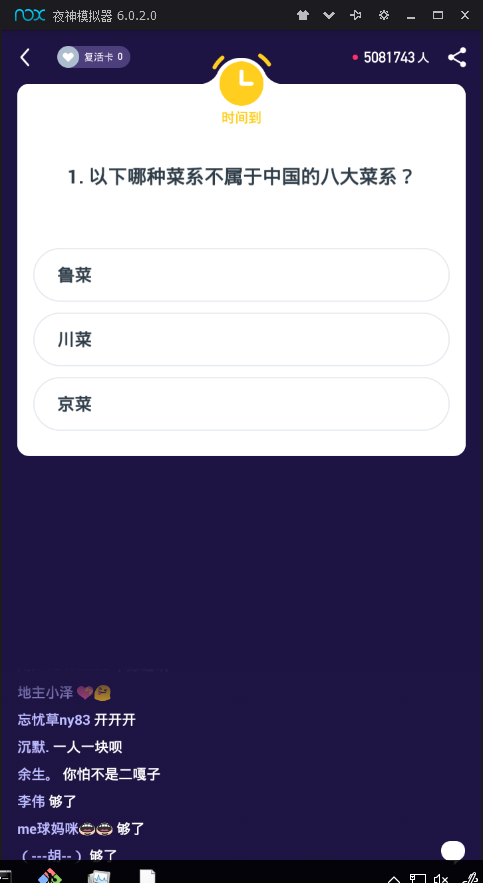 nox 夜神模拟器 6.0.2.0
复活卡 0
5081743 人
时间到
1. 以下哪种菜系不属于中国的八大菜系？
鲁菜
川菜
京菜
地主小泽
忘忧草ny83 开开开
沉默. 一人一块呗
余生。 你怕不是二嘎子
李伟 够了
me球妈咪 够了
（---胡--） 够了